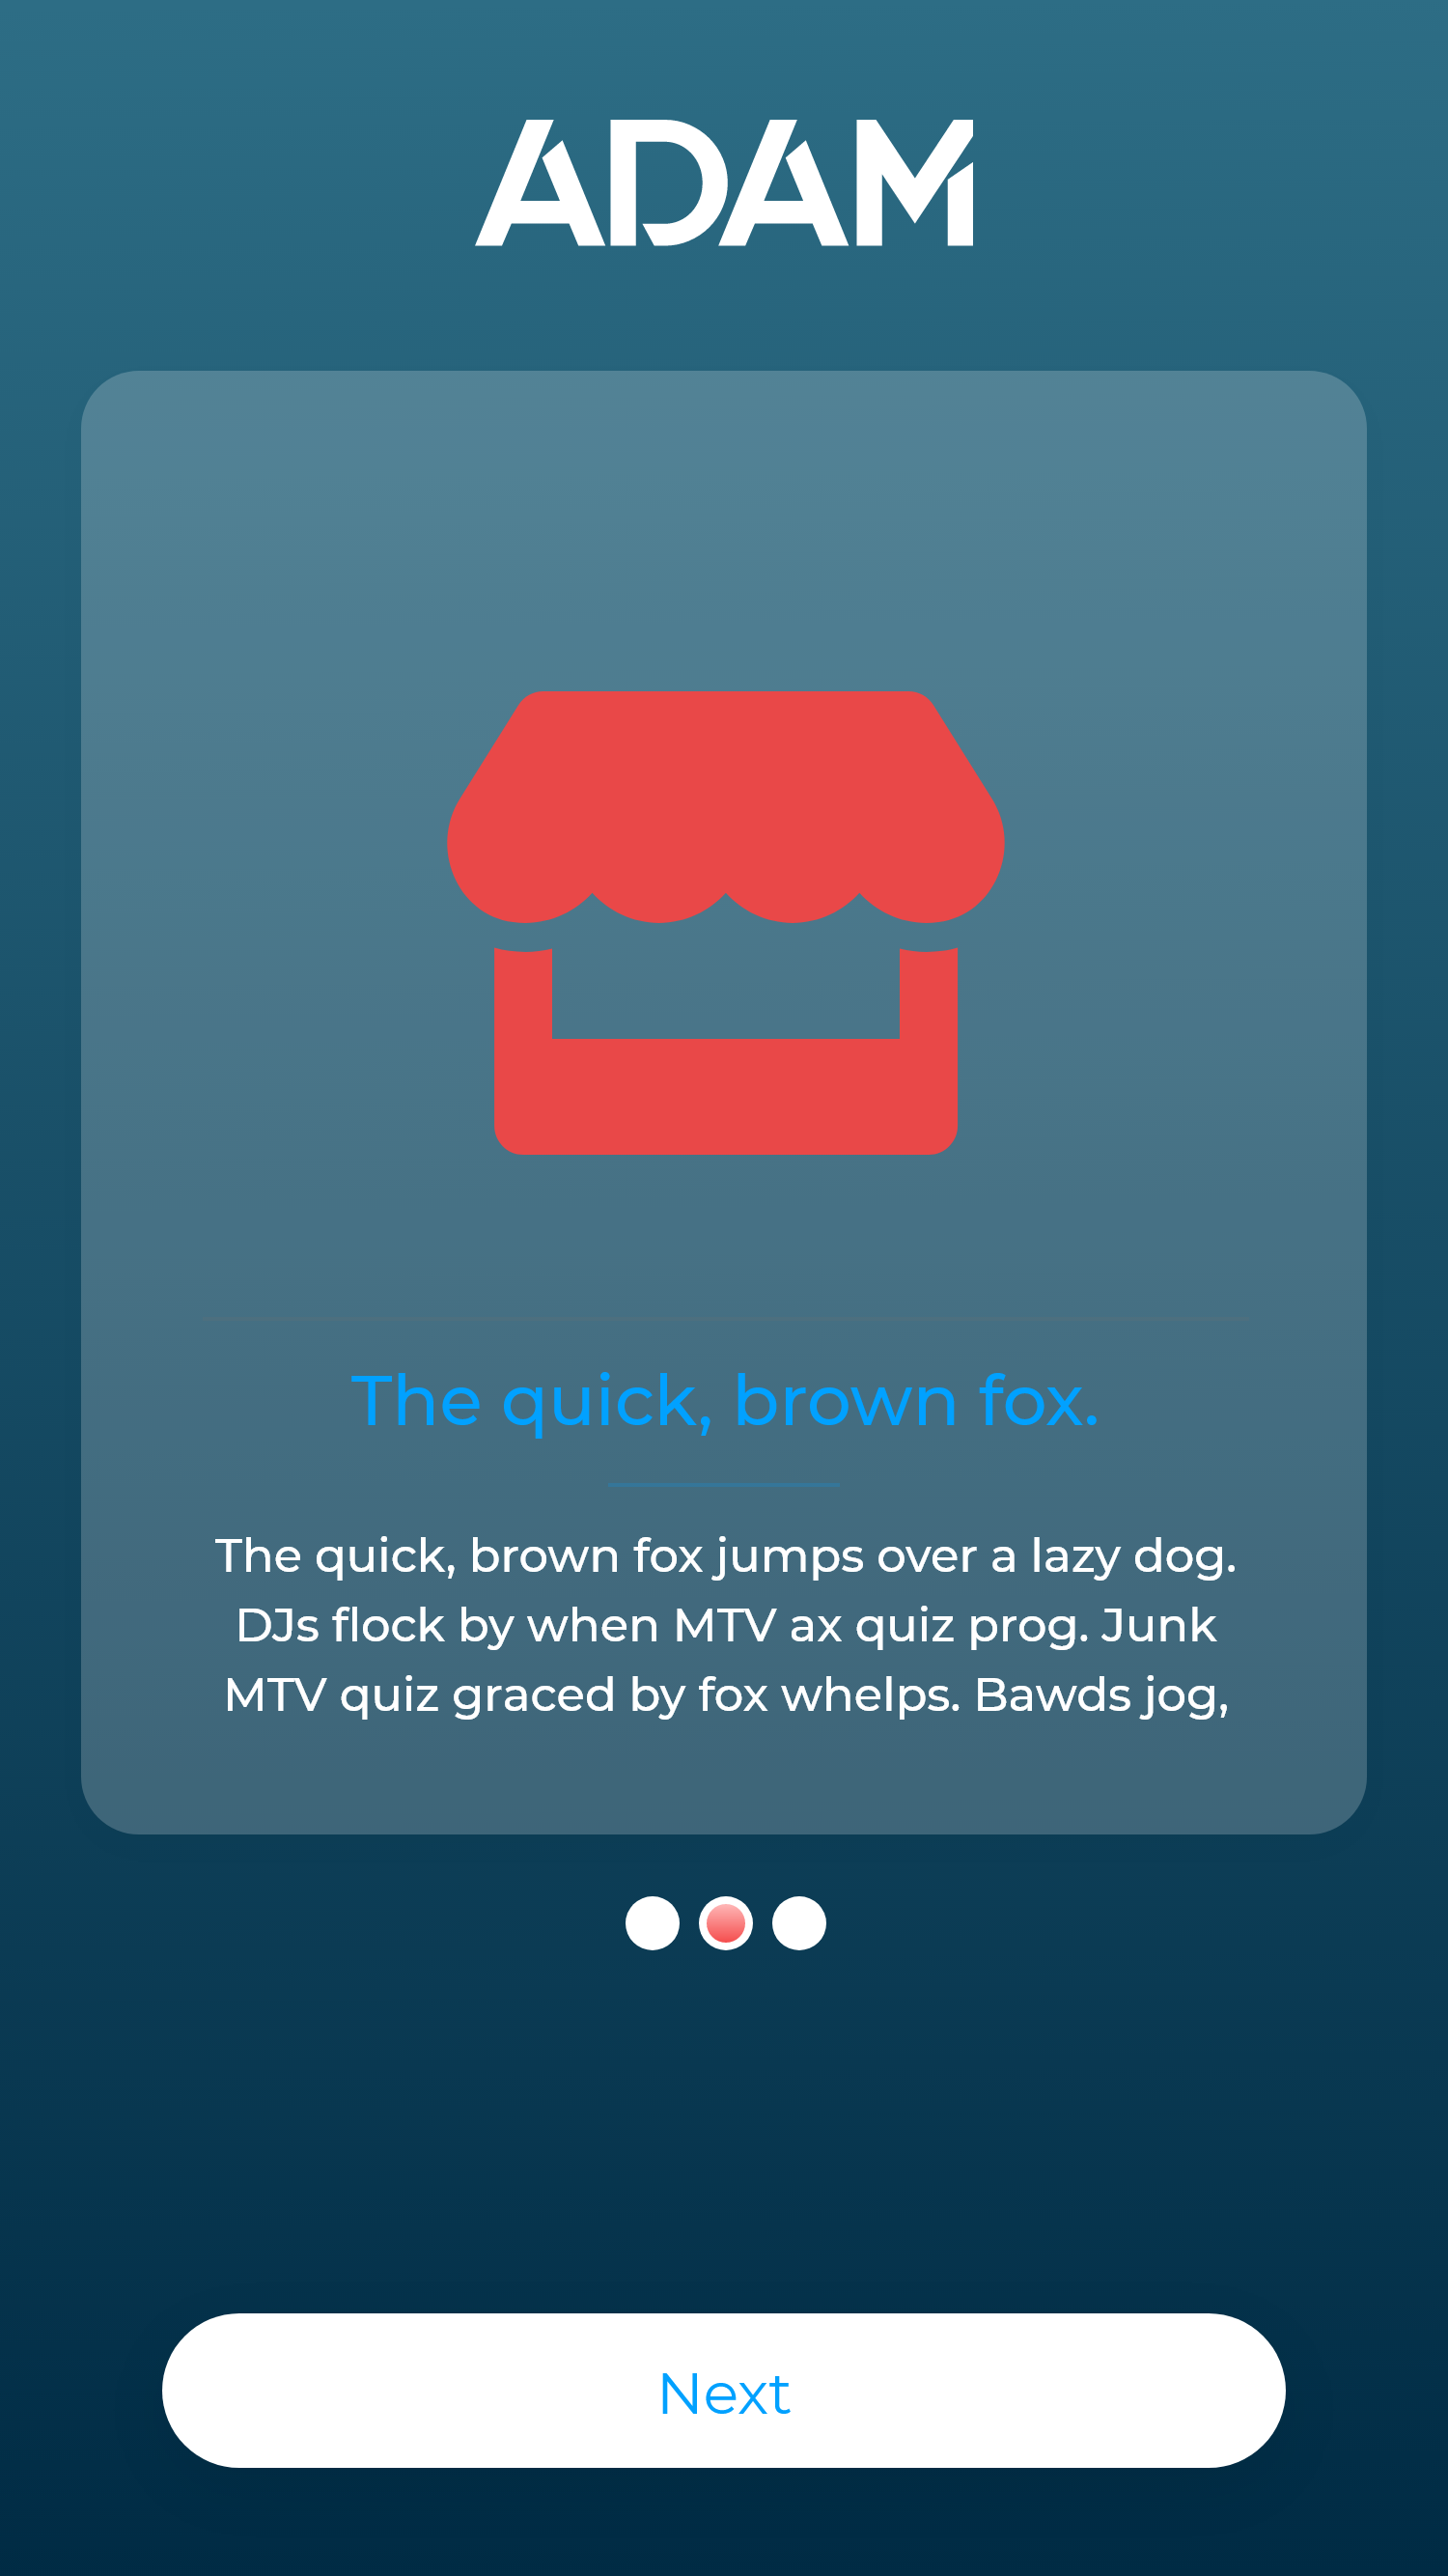 ADAM
The quick, brown fox.
The quick, brown fox jumps over a lazy dog.
DJs flock by when MTV ax quiz prog. Junk
MTV quiz graced by fox whelps. Bawds jog,
Next